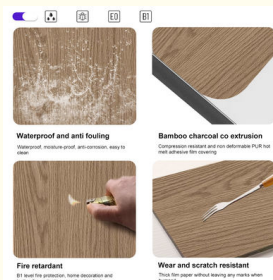 E0
B1
Waterproof and anti fouling
Waterproof, moisture-proof, anti-corrosion, easy to
clean
Bamboo charcoal co extrusion
Compression resistant and non deformable PUR hot
melt adhesive film covering
Fire retardant
B1 level fire protection, home decoration and
Wear and scratch resistant
Thick film paper without leaving any marks when